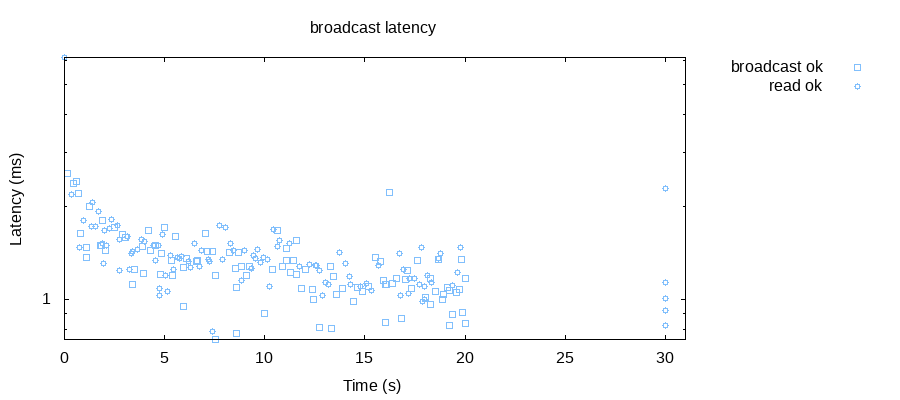 broadcast latency
broadcast ok
read ok
Latency (ms)
1
0 5 10 15 20 25 30
Time (s)